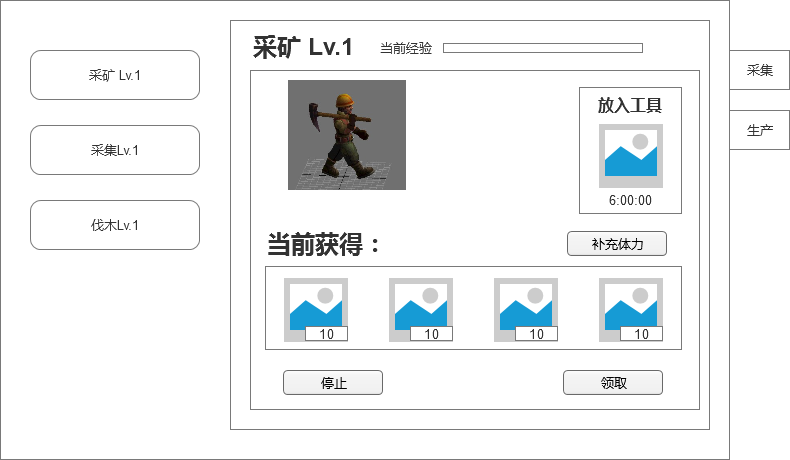 采矿 Lv.1
采集Lv.1
伐木Lv.1
采矿 Lv.1
当前经验
放入工具
6:00:00
当前获得：
补充体力
10
10
10
10
停止
领取
采集
生产